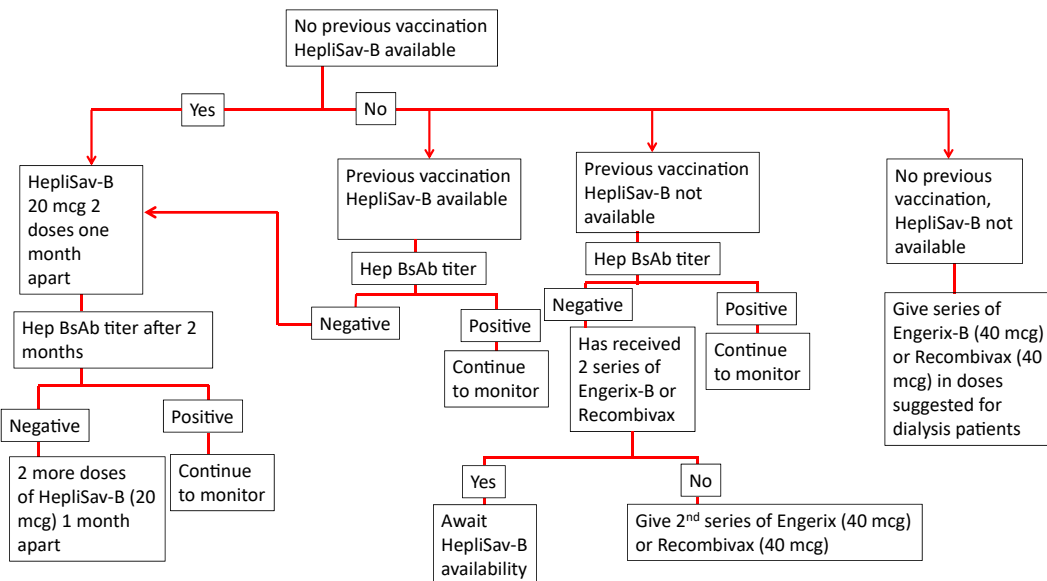 No previous vaccination
HepliSav-B available
Yes
No
HepliSav-B
20 mcg 2
doses one
month
apart
Previous vaccination
HepliSav-B available
Previous vaccination
HepliSav-B not
available
No previous
vaccination,
HepliSav-B not
available
Hep BsAb titer
Hep BsAb titer
Negative
Positive
Negative
Positive
Hep BsAb titer after 2
months
Continue
to monitor
Has received
2 series of
Engerix-B or
Recombivax
Continue
to monitor
Give series of
Engerix-B (40 mcg)
or Recombivax (40
mcg) in doses
suggested for
dialysis patients
Negative
Positive
2 more doses
of HepliSav-B (20
mcg) 1 month
apart
Continue
to monitor
Yes
No
Await
HepliSav-B
availability
Give 2nd series of Engerix (40 mcg)
or Recombivax (40 mcg)